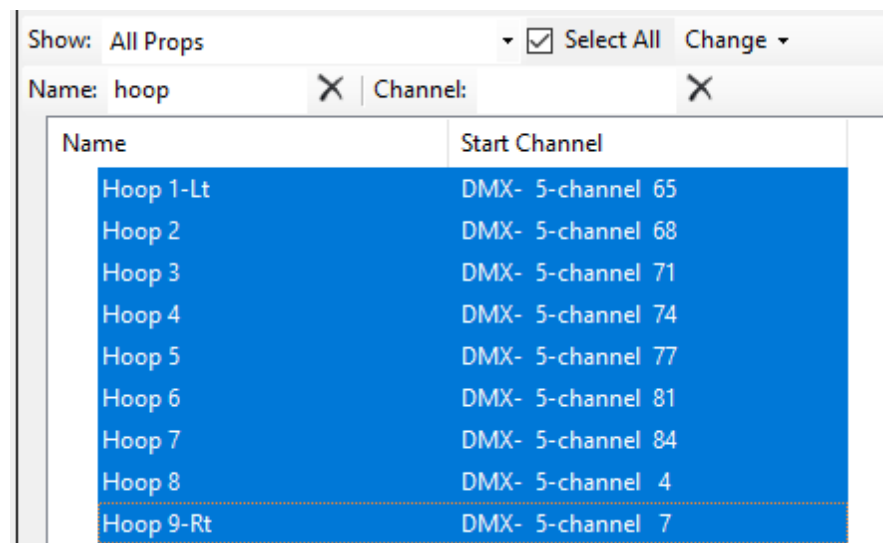 Show: All Props Select All Change
Name: hoop Channel:
Name Start Channel
Hoop 1-Lt DMX- 5-channel 65
Hoop 2 DMX- 5-channel 68
Hoop 3 DMX- 5-channel 71
Hoop 4 DMX- 5-channel 74
Hoop 5 DMX- 5-channel 77
Hoop 6 DMX- 5-channel 81
Hoop 7 DMX- 5-channel 84
Hoop 8 DMX- 5-channel 4
Hoop 9-Rt DMX- 5-channel 7